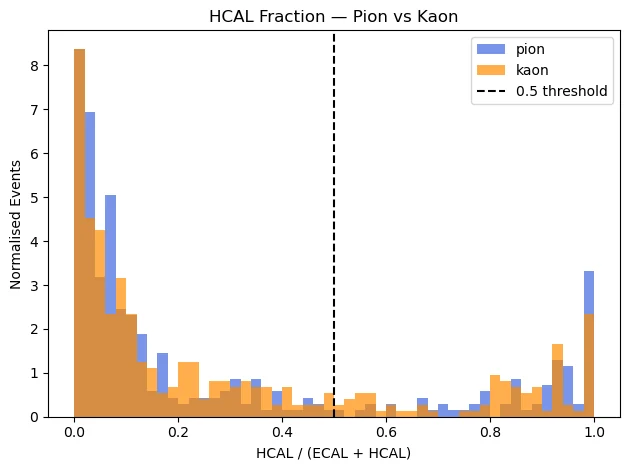 HCAL Fraction — Pion vs Kaon
pion
kaon
0.5 threshold
Normalised Events
8
7
6
5
4
3
2
1
0
0.0 0.2 0.4 0.6 0.8 1.0
HCAL / (ECAL + HCAL)